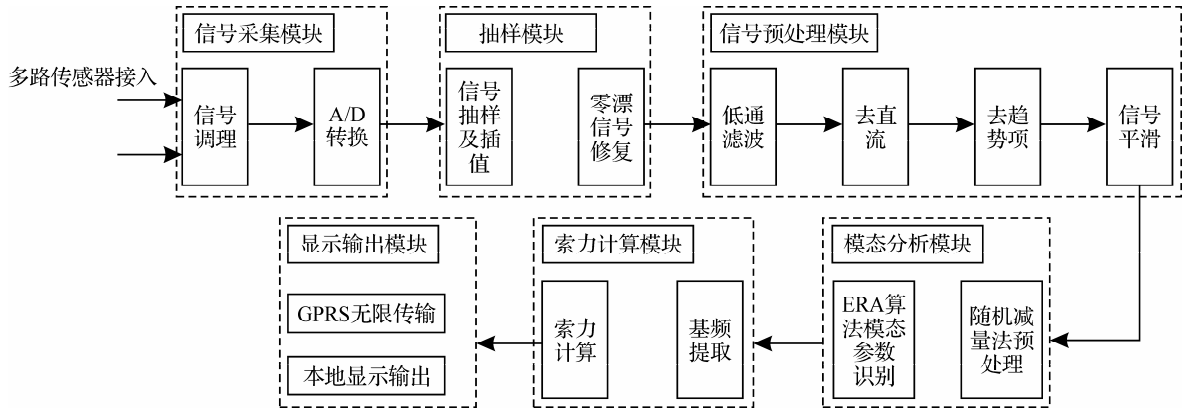 信号采集模块
抽样模块
信号预处理模块
多路传感器接入
信号
调理
A/D
转换
信号
抽样
及插
值
零漂
信号
修复
低通
滤波
去直
流
去趋
势项
信号
平滑
显示输出模块
GPRS无限传输
本地显示输出
索力计算模块
索力
计算
基频
提取
模态分析模块
ERA算
法模态
参数
识别
随机减
量法预
处理